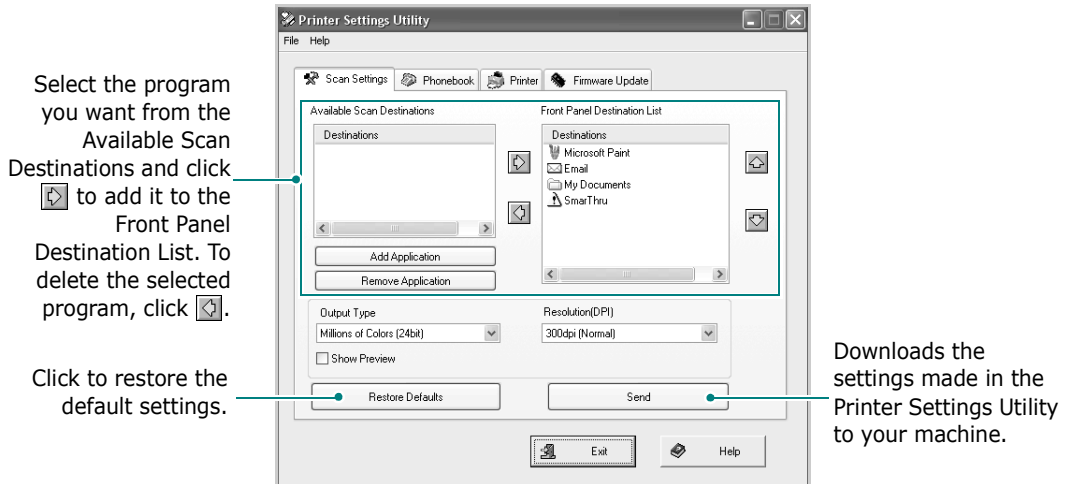 Printer Settings Utility
File Help
Scan Settings Phonebook Printer Firmware Update
Select the program
you want from the
Available Scan
Destinations and click
to add it to the
Front Panel
Destination List. To
delete the selected
program, click .
Available Scan Destinations
Destinations
Add Application
Remove Application
Front Panel Destination List
Destinations
Microsoft Paint
Email
My Documents
SmarThru
Output Type
Millions of Colors (24bit)
Show Preview
Resolution(DPI)
300dpi (Normal)
Click to restore the
default settings.
Restore Defaults
Send
Downloads the
settings made in the
Printer Settings Utility
to your machine.
Exit
Help